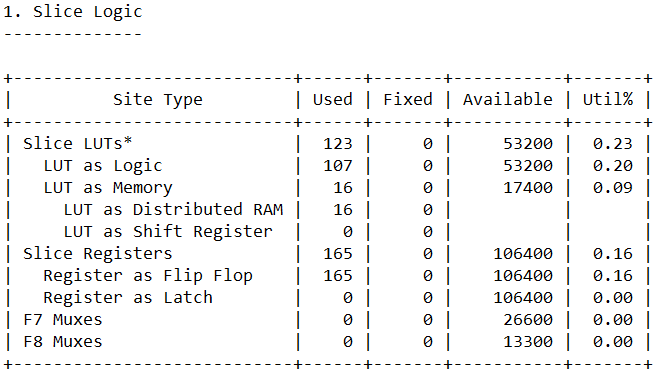 1. Slice Logic
--------------

+----------------------------+------+-------+-----------+-------+
|          Site Type         | Used | Fixed | Available | Util% |
+----------------------------+------+-------+-----------+-------+
| Slice LUTs*                |  123 |     0 |     53200 |  0.23 |
|   LUT as Logic             |  107 |     0 |     53200 |  0.20 |
|   LUT as Memory            |   16 |     0 |     17400 |  0.09 |
|     LUT as Distributed RAM |   16 |     0 |           |       |
|     LUT as Shift Register  |    0 |     0 |           |       |
| Slice Registers            |  165 |     0 |    106400 |  0.16 |
|   Register as Flip Flop    |  165 |     0 |    106400 |  0.16 |
|   Register as Latch        |    0 |     0 |    106400 |  0.00 |
| F7 Muxes                   |    0 |     0 |     26600 |  0.00 |
| F8 Muxes                   |    0 |     0 |     13300 |  0.00 |
+----------------------------+------+-------+-----------+-------+